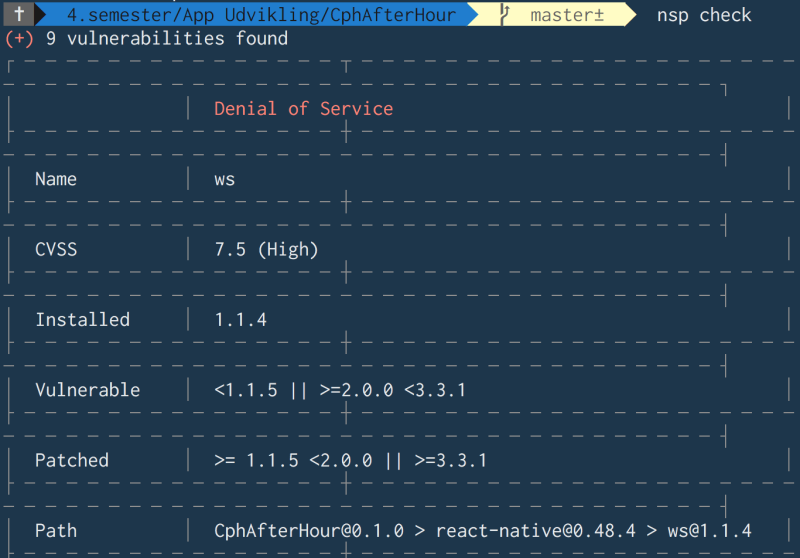 † 4.semester/App Udvikling/CphAfterHour master± nsp check
(+) 9 vulnerabilities found
Denial of Service
Name ws
CVSS 7.5 (High)
Installed 1.1.4
Vulnerable <1.1.5 || >=2.0.0 <3.3.1
Patched >= 1.1.5 <2.0.0 || >=3.3.1
Path CphAfterHour@0.1.0 > react-native@0.48.4 > ws@1.1.4